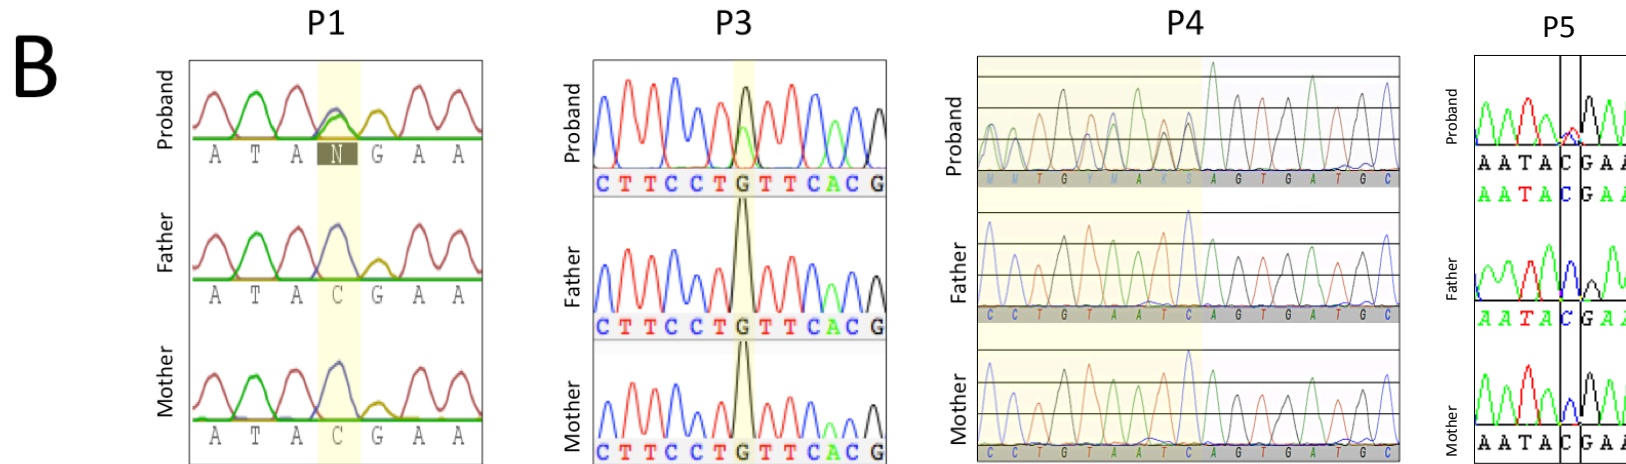 B
P1
Proband
A T A N G A A
Father
A T A C G A A
Mother
A T A C G A A
P3
Proband
C T T C C T G T T C A C G
Father
C T T C C T G T T C A C G
Mother
C T T C C T G T T C A C G
P4
Proband
M M T G Y M A K S A G T G A T G C
Father
C C T G T A A T C A G T G A T G C
Mother
C C T G T A A T C A G T G A T G C
P5
Proband
A A T A C G A A
A A T A C G A A
Father
A A T A C G A A
Mother
A A T A C G A A